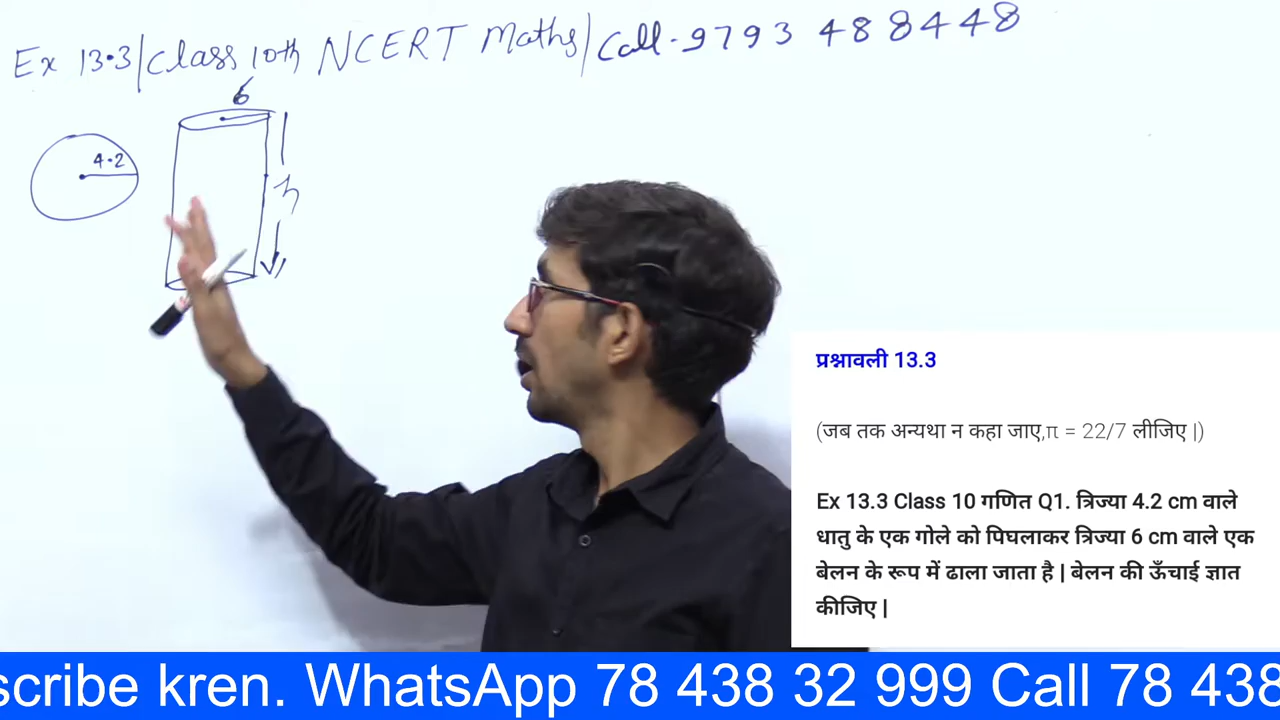 Ex 13.3/Class 10th NCERT Maths/Call-9793 488448
6
4.2
h
प्रश्नावली 13.3
(जब तक अन्यथा न कहा जाए,π = 22/7 लीजिए |)
Ex 13.3 Class 10 गणित Q1. त्रिज्या 4.2 cm वाले
धातु के एक गोले को पिघलाकर त्रिज्या 6 cm वाले एक
बेलन के रूप में ढाला जाता है | बेलन की ऊँचाई ज्ञात
कीजिए |
scribe kren. WhatsApp 78 438 32 999 Call 78 438